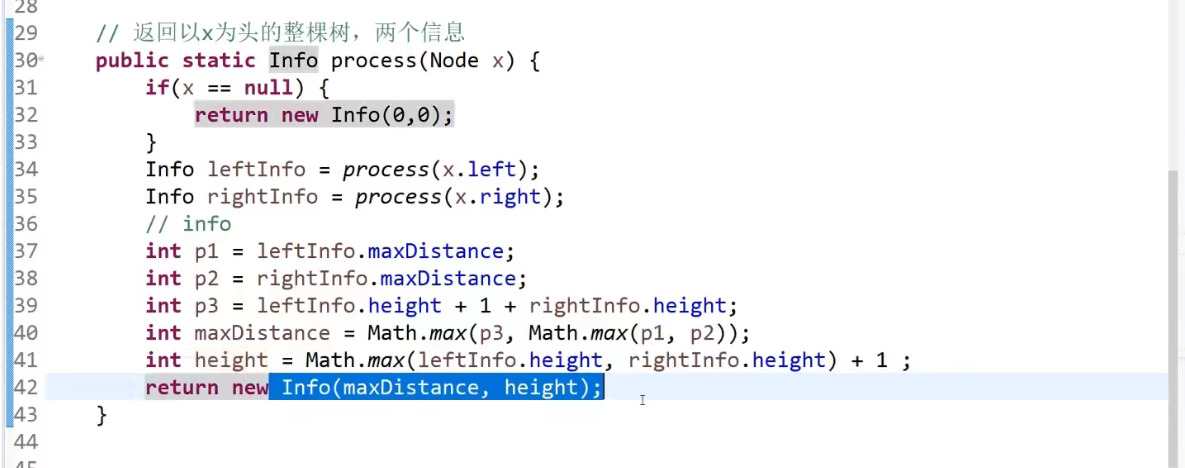 28
29 // 返回以x为头的整棵树，两个信息
30 public static Info process(Node x) {
31 if(x == null) {
32 return new Info(0,0);
33 }
34 Info leftInfo = process(x.left);
35 Info rightInfo = process(x.right);
36 // info
37 int p1 = leftInfo.maxDistance;
38 int p2 = rightInfo.maxDistance;
39 int p3 = leftInfo.height + 1 + rightInfo.height;
40 int maxDistance = Math.max(p3, Math.max(p1, p2));
41 int height = Math.max(leftInfo.height, rightInfo.height) + 1 ;
42 return new Info(maxDistance, height);
43 }
44
45